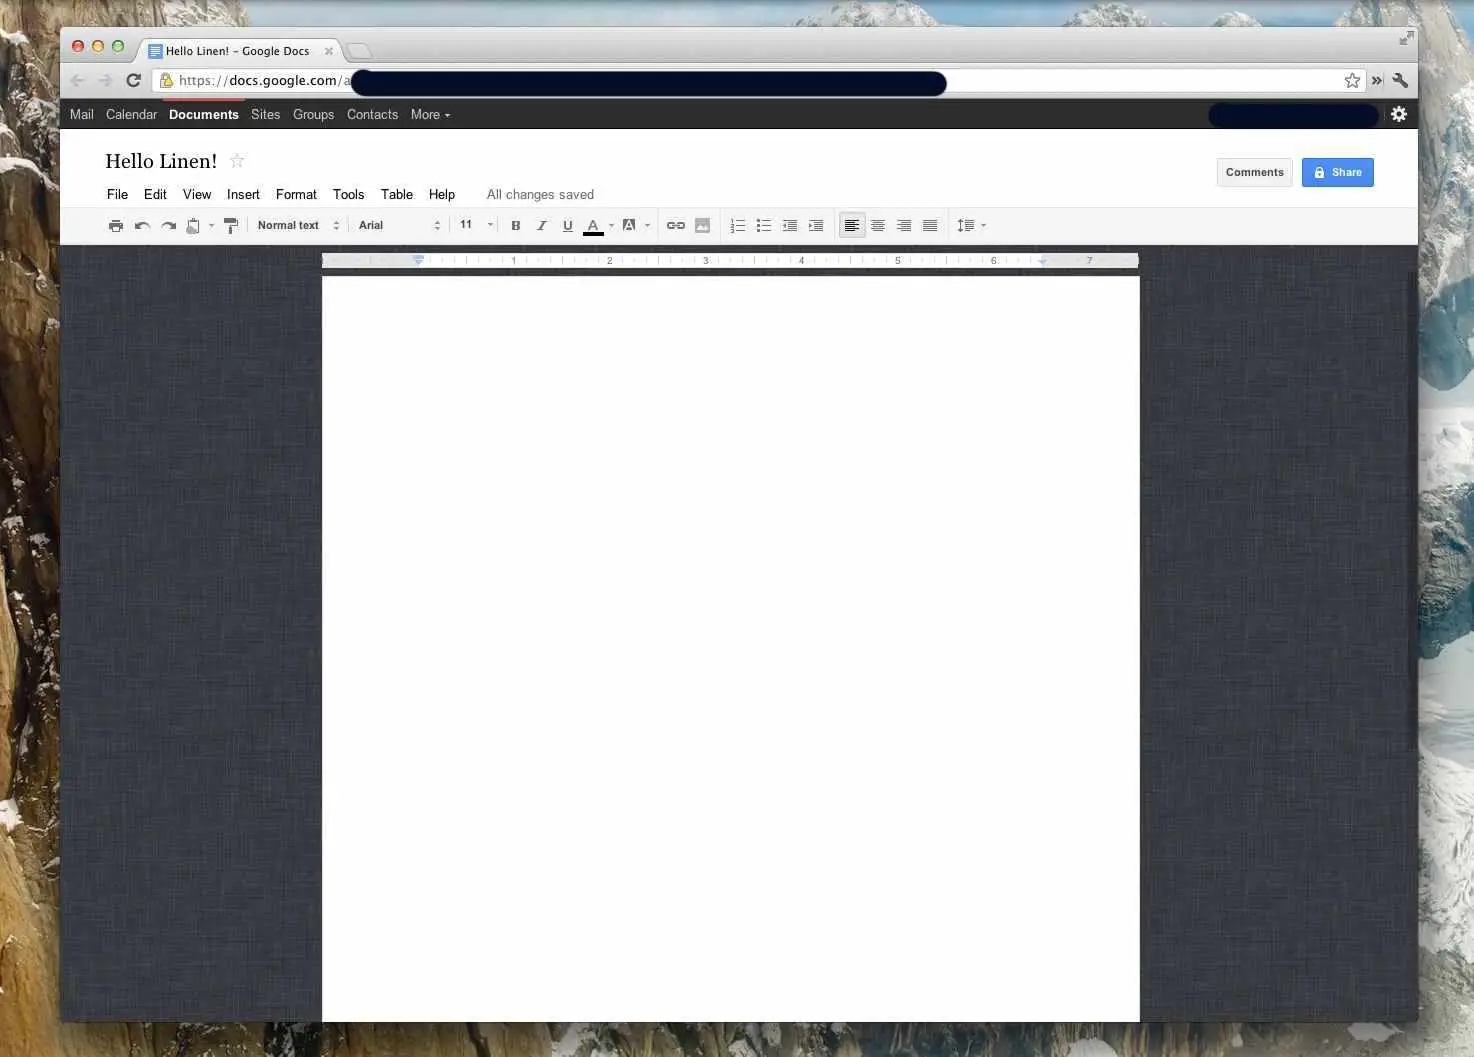 Hello Linen! – Google Docs
https://docs.google.com/a
Mail Calendar Documents Sites Groups Contacts More
Hello Linen!
Comments Share
File Edit View Insert Format Tools Table Help All changes saved
Normal text Arial 11 B I U A A
1 2 3 4 5 6 7